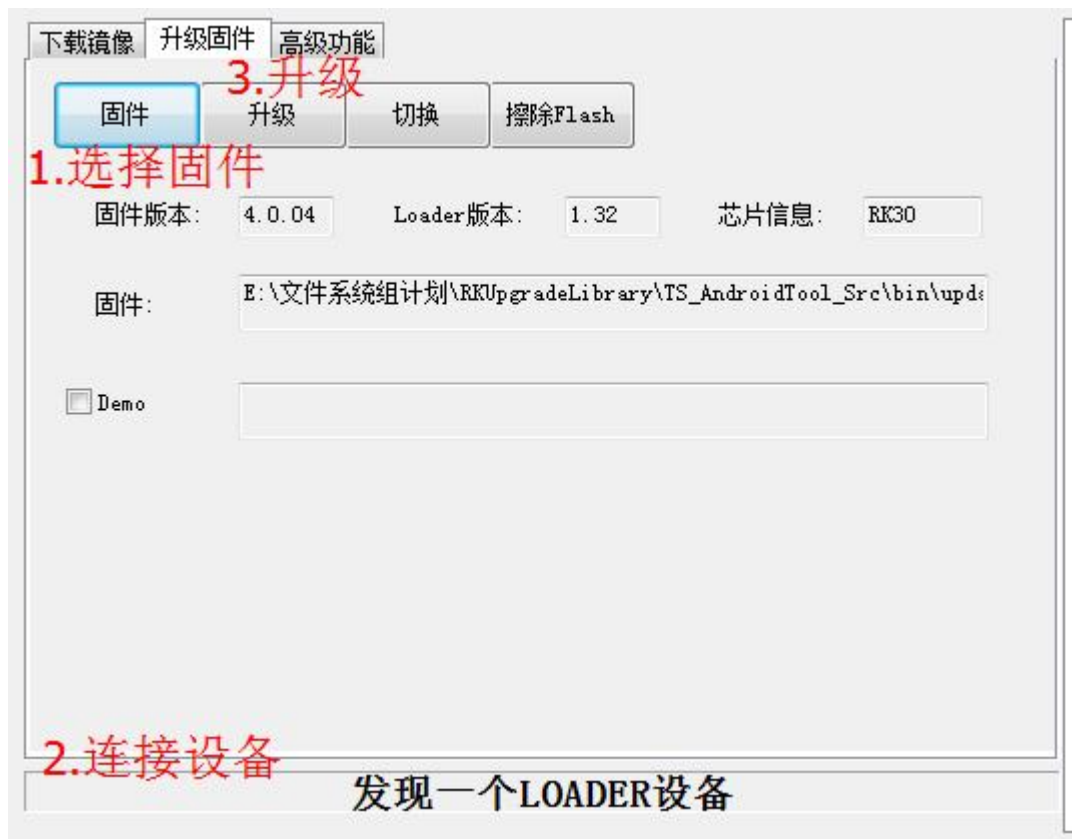 下载镜像 升级固件 高级功能
3.升级
固件 升级 切换 擦除Flash
1.选择固件
固件版本: 4.0.04 Loader版本: 1.32 芯片信息: RK30
固件: E:\文件系统组计划\RKUpgradeLibrary\TS_AndroidTool_Src\bin\upda
Demo
2.连接设备
发现一个LOADER设备